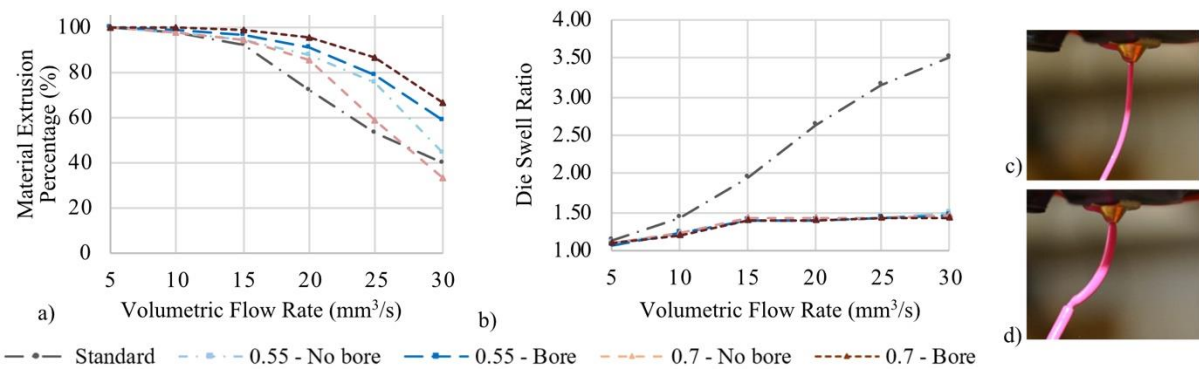 Material Extrusion
Percentage (%)
100
80
60
40
20
0
5 10 15 20 25 30
Volumetric Flow Rate (mm³/s)
a)
Die Swell Ratio
4.00
3.50
3.00
2.00
1.50
1.00
5 10 15 20 25 30
Volumetric Flow Rate (mm³/s)
b)
c)
d)
Standard 0.55 - No bore 0.55 - Bore 0.7 - No bore 0.7 - Bore